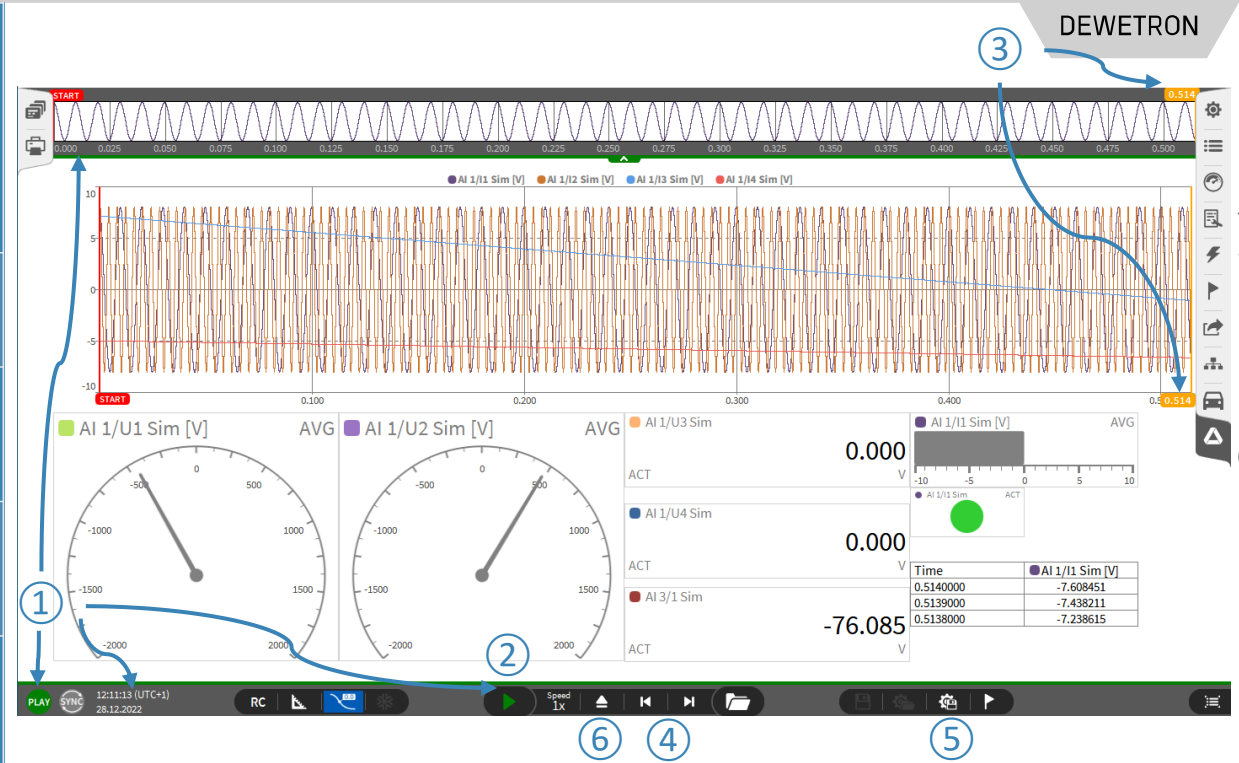 DEWETRON
③
START
0.514
0.000 0.025 0.050 0.075 0.100 0.125 0.150 0.175 0.200 0.225 0.250 0.275 0.300 0.325 0.350 0.375 0.400 0.425 0.450 0.475 0.500
AI 1/I1 Sim [V] AI 1/I2 Sim [V] AI 1/I3 Sim [V] AI 1/I4 Sim [V]
10
5
0
-5
-10
START 0.100 0.200 0.300 0.400 0.514
AI 1/U1 Sim [V] AVG
-2000 -1500 -1000 -500 0 500 1000 1500 2000
AI 1/U2 Sim [V] AVG
-2000 -1500 -1000 -500 0 500 1000 1500 2000
AI 1/U3 Sim
0.000
ACT V
AI 1/U4 Sim
0.000
ACT V
AI 3/1 Sim
-76.085
ACT V
AI 1/I1 Sim [V] AVG
-10 -5 0 5 10
AI 1/I1 Sim ACT
Time AI 1/I1 Sim [V]
0.5140000 -7.608451
0.5139000 -7.438211
0.5138000 -7.238615
①
②
PLAY SYNC
12:11:13 (UTC+1)
28.12.2022
RC
0.0
Speed
1x
⑥ ④ ⑤